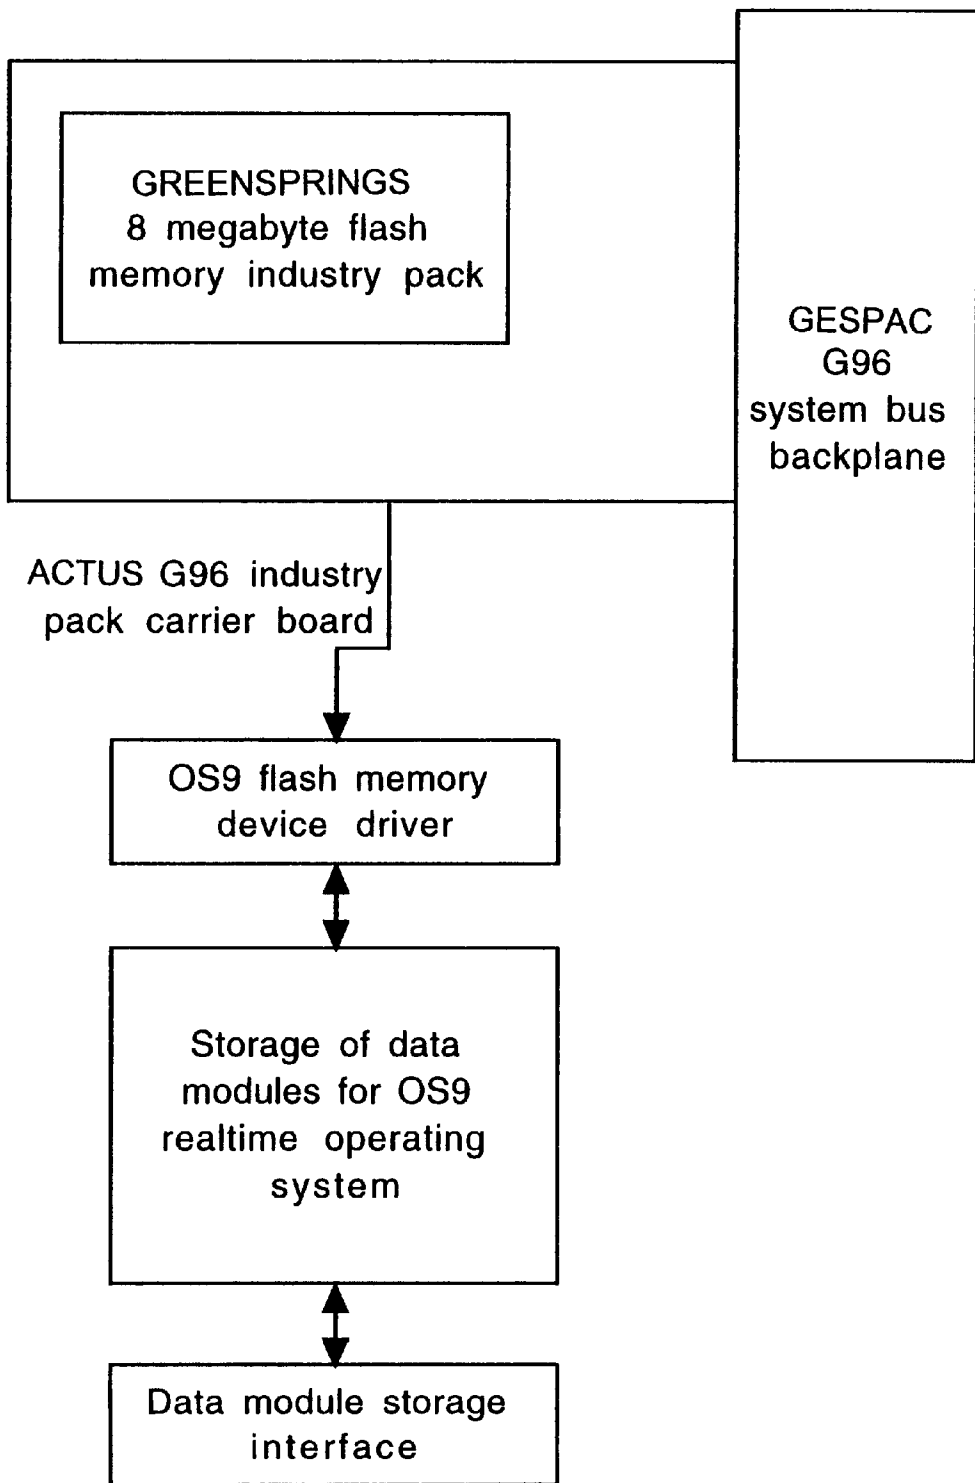 GREENSPRINGS
8 megabyte flash
memory industry pack
GESPAC
G96
system bus
backplane
ACTUS G96 industry
pack carrier board
OS9 flash memory
device driver
Storage of data
modules for OS9
realtime operating
system
Data module storage
interface